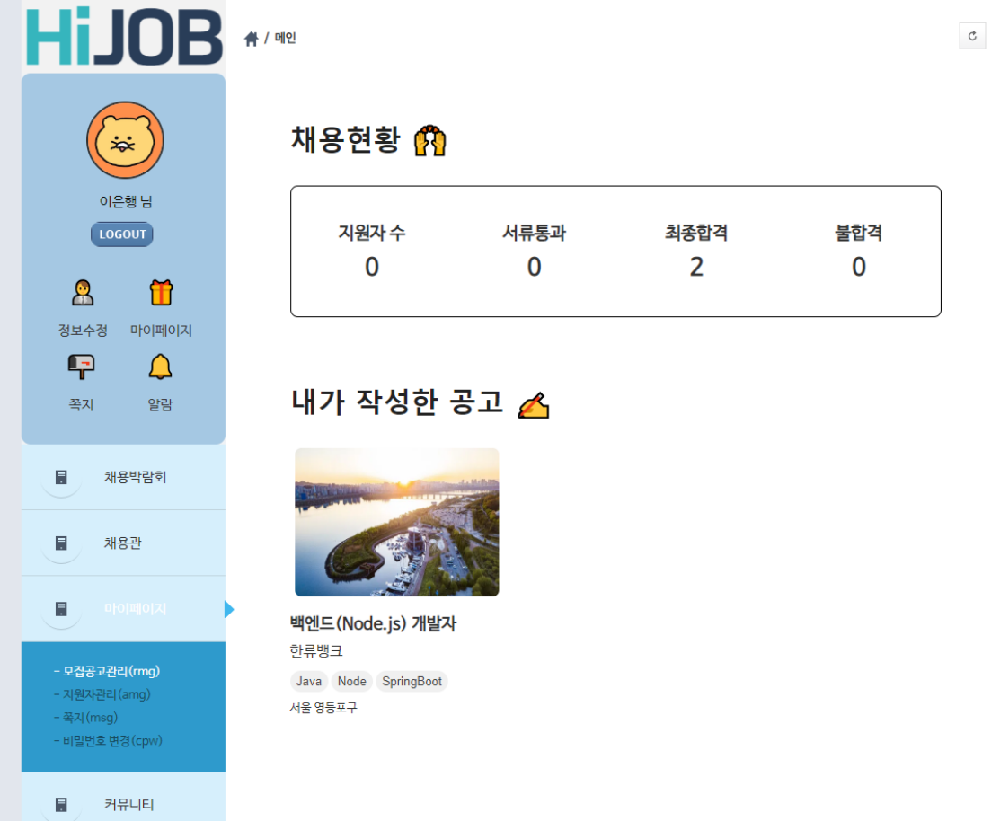 HiJOB
/ 메인
이은행 님
LOGOUT
정보수정 마이페이지
쪽지 알람
채용박람회
채용관
마이페이지
- 모집공고관리(rmg)
- 지원자관리(amg)
- 쪽지(msg)
- 비밀번호 변경(cpw)
커뮤니티
채용현황
지원자 수 서류통과 최종합격 불합격
0 0 2 0
내가 작성한 공고
백엔드(Node.js) 개발자
한류뱅크
Java Node SpringBoot
서울 영등포구